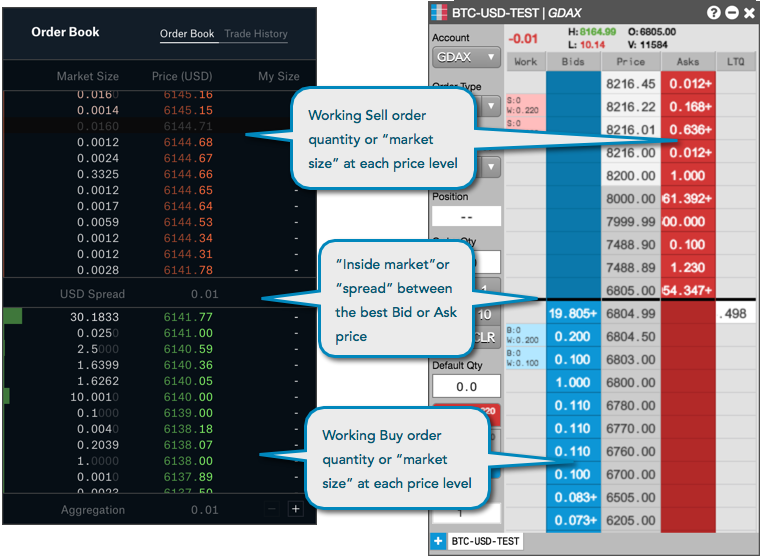 Order Book
Order Book Trade History
Market Size Price (USD) My Size
0.0160 6145.16
0.0014 6145.15 -
0.0160 6144.71
0.0012 6144.68
0.0024 6144.67
0.3325 6144.66
0.0012 6144.65 -
0.0017 6144.64 -
0.0059 6144.53 -
0.0012 6144.34 -
0.0012 6144.31 -
0.0028 6141.78 -
USD Spread 0.01
30.1833 6141.77
0.0250 6141.00
2.5000 6140.59
1.6399 6140.36
1.6262 6140.05 -
10.0010 6140.00 -
0.1000 6139.00 -
0.0040 6138.18
0.2039 6138.07
1.0000 6138.00
0.0010 6137.89
0.0023 6137.50
Aggregation 0.01 - +
Working Sell order
quantity or “market
size” at each price level
“Inside market”or
“spread” between
the best Bid or Ask
price
Working Buy order
quantity or “market
size” at each price level
BTC-USD-TEST | GDAX
Account
GDAX
Order Type
Position
--
Default Qty
0.0
CLR
10
-0.01
H: 8164.99 O: 6805.00
L: 10.14 V: 11584
Work Bids Price Asks LTQ
8216.45 0.012+
S:0
W:0.220
8216.22 0.168+
S:0
8216.01 0.636+
8216.00 0.012+
8200.00 1.000
8000.00 61.392+
7999.99 00.000
7488.90 0.100
7488.89 1.230
6805.00 54.347+
19.805+ 6804.99 .498
B:0
W:0.200
0.200 6804.50
B:0
W:0.100
0.100 6803.00
1.000 6800.00
0.110 6780.00
0.110 6770.00
0.110 6760.00
0.100 6700.00
0.083+ 6505.00
0.073+ 6205.00
+ BTC-USD-TEST